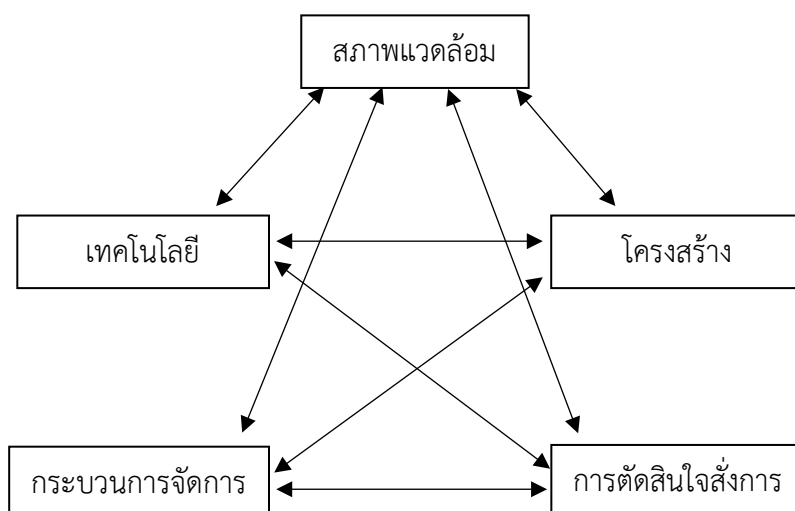 สภาพแวดล้อม
เทคโนโลยี
โครงสร้าง
กระบวนการจัดการ
การตัดสินใจสั่งการ